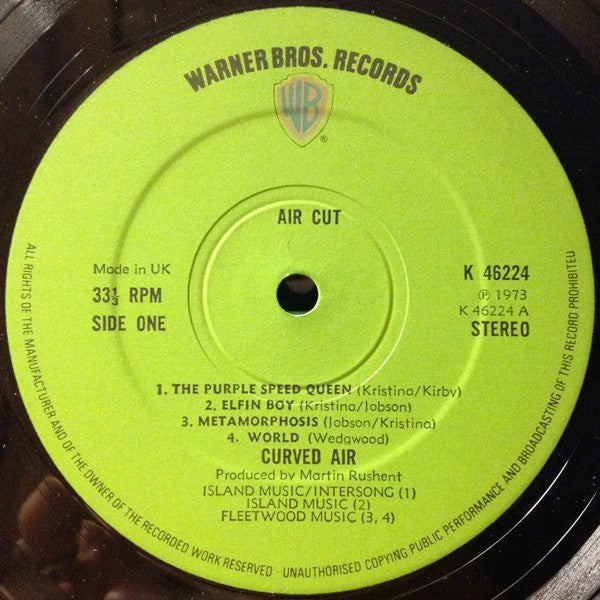 WARNER BROS. RECORDS
WB
®
AIR CUT
Made in UK
33⅓ RPM
SIDE ONE
K 46224
Ⓟ 1973
K 46224 A
STEREO
1. THE PURPLE SPEED QUEEN (Kristina/Kirby)
2. ELFIN BOY (Kristina/Jobson)
3. METAMORPHOSIS (Jobson/Kristina)
4. WORLD (Wedgwood)
CURVED AIR
Produced by Martin Rushent
ISLAND MUSIC/INTERSONG (1)
ISLAND MUSIC (2)
FLEETWOOD MUSIC (3, 4)
ALL RIGHTS OF THE MANUFACTURER AND OF THE OWNER OF THE RECORDED WORK RESERVED - UNAUTHORISED COPYING PUBLIC PERFORMANCE AND BROADCASTING OF THIS RECORD PROHIBITED